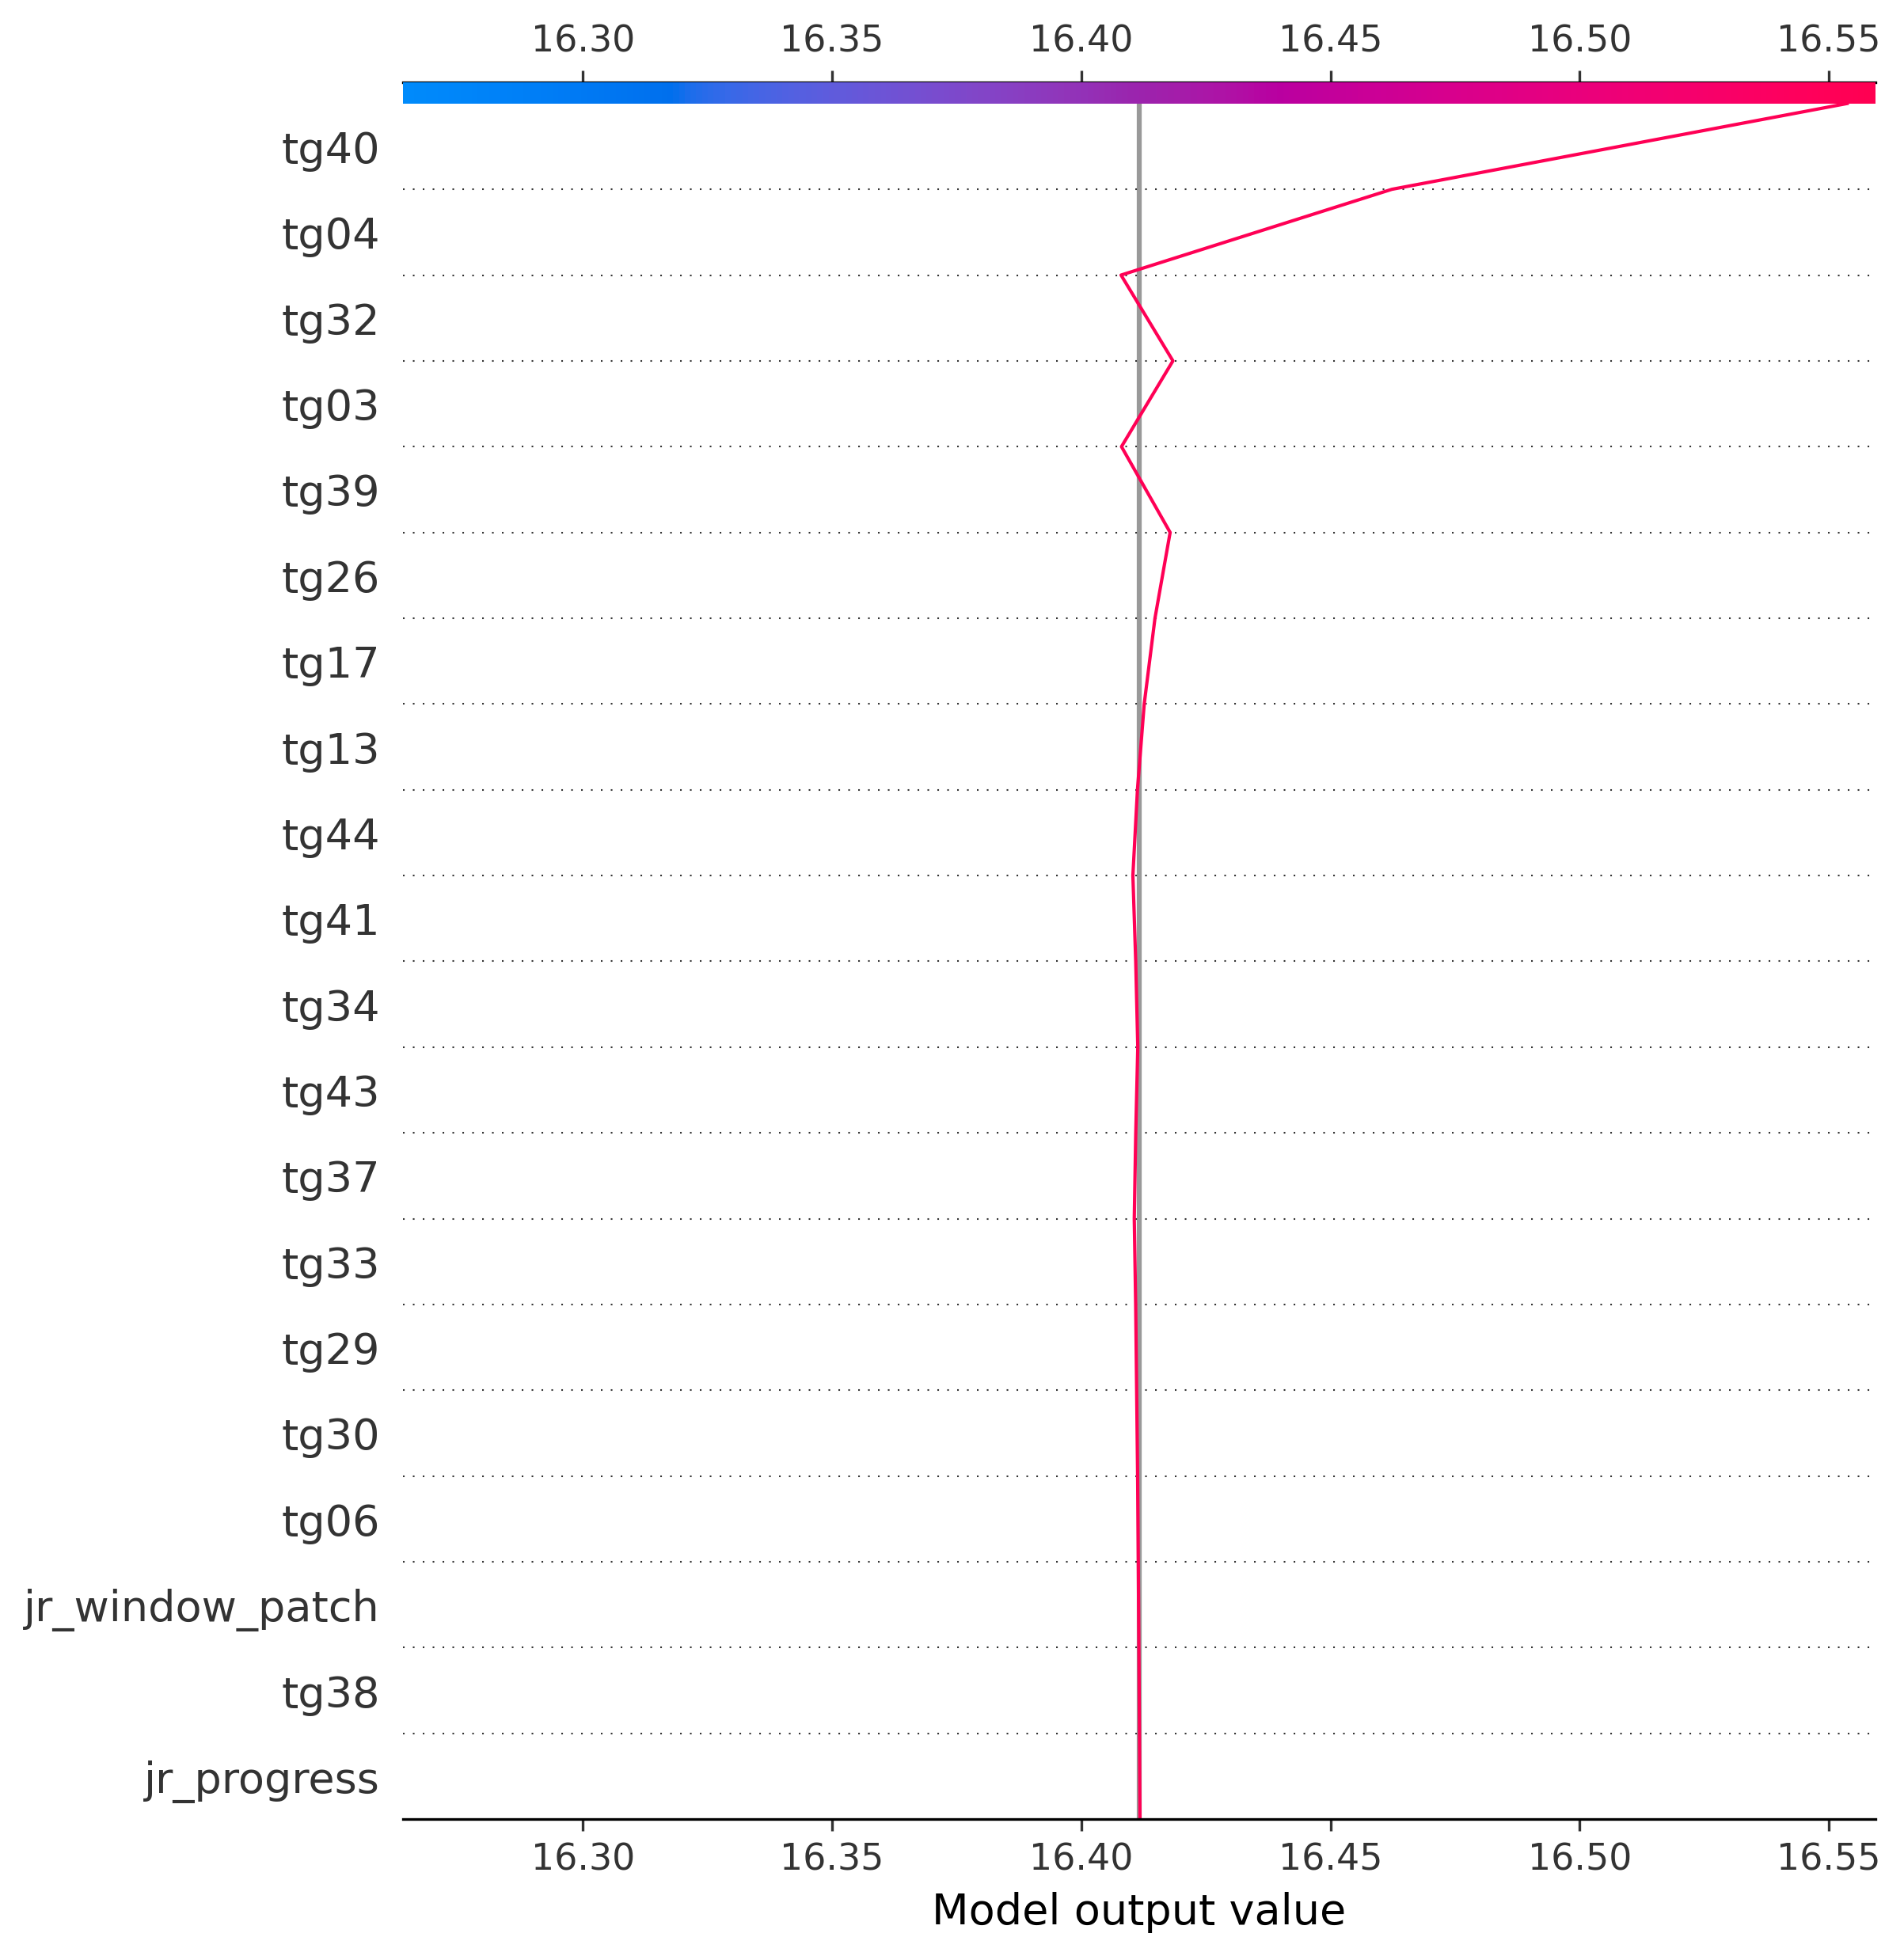 16.30 16.35 16.40 16.45 16.50 16.55
tg40
tg04
tg32
tg03
tg39
tg26
tg17
tg13
tg44
tg41
tg34
tg43
tg37
tg33
tg29
tg30
tg06
jr_window_patch
tg38
jr_progress
16.30 16.35 16.40 16.45 16.50 16.55
Model output value